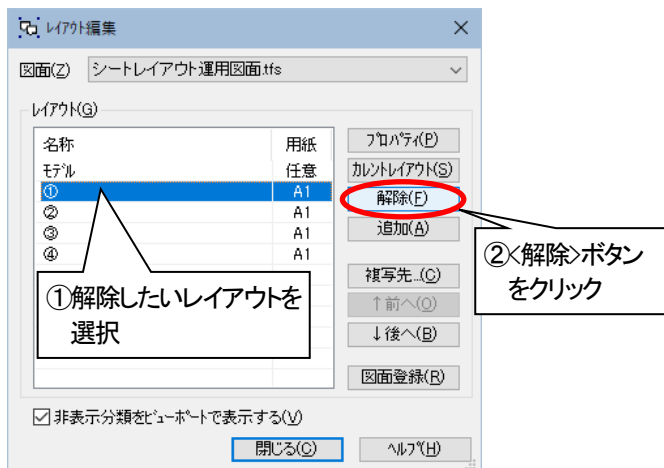 レイアウト編集
図面(Z) シートレイアウト運用図面.tfs
レイアウト(G)
名称 用紙
モデル 任意
① A1
② A1
③ A1
④ A1
プロパティ(P)
カレントレイアウト(S)
解除(F)
追加(A)
複写先...(C)
↑前へ(O)
↓後へ(B)
図面登録(R)
①解除したいレイアウトを
選択
②<解除>ボタン
をクリック
非表示分類をビューポートで表示する(V)
閉じる(C) ヘルプ(H)